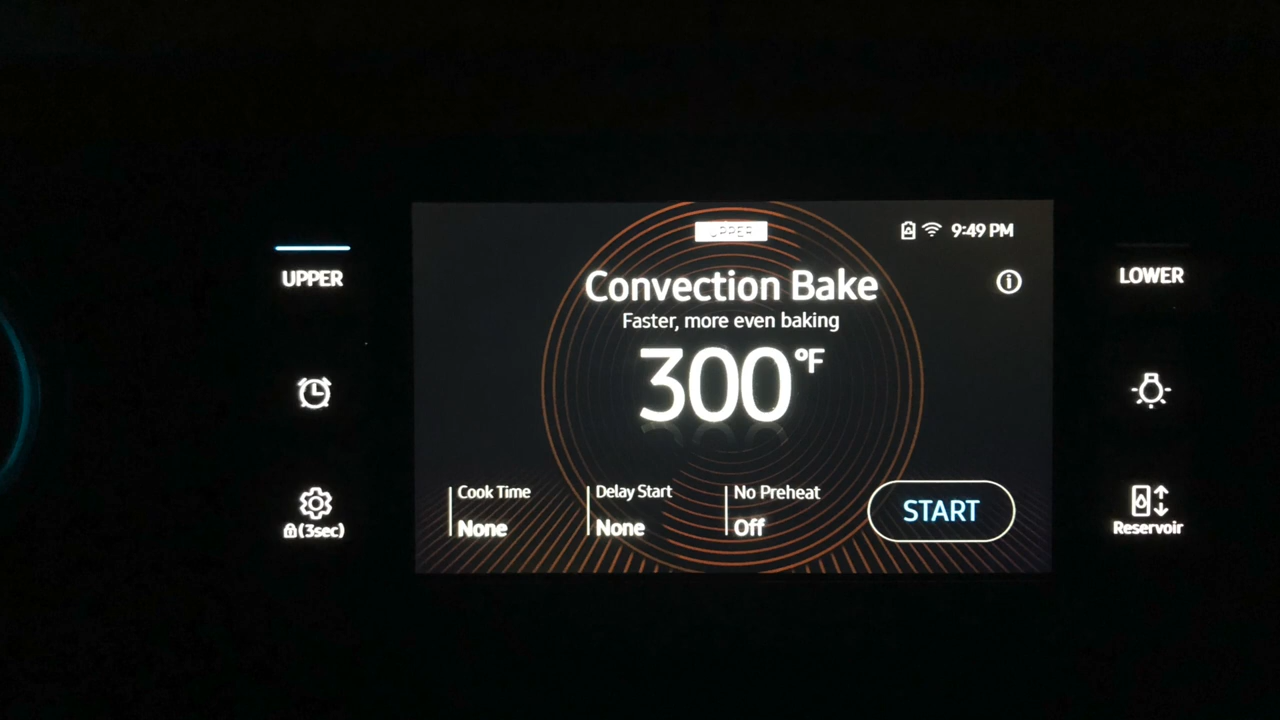 UPPER
9:49 PM
UPPER
Convection Bake
LOWER
Faster, more even baking
300°F
Cook Time
None
Delay Start
None
No Preheat
Off
START
(3sec)
Reservoir